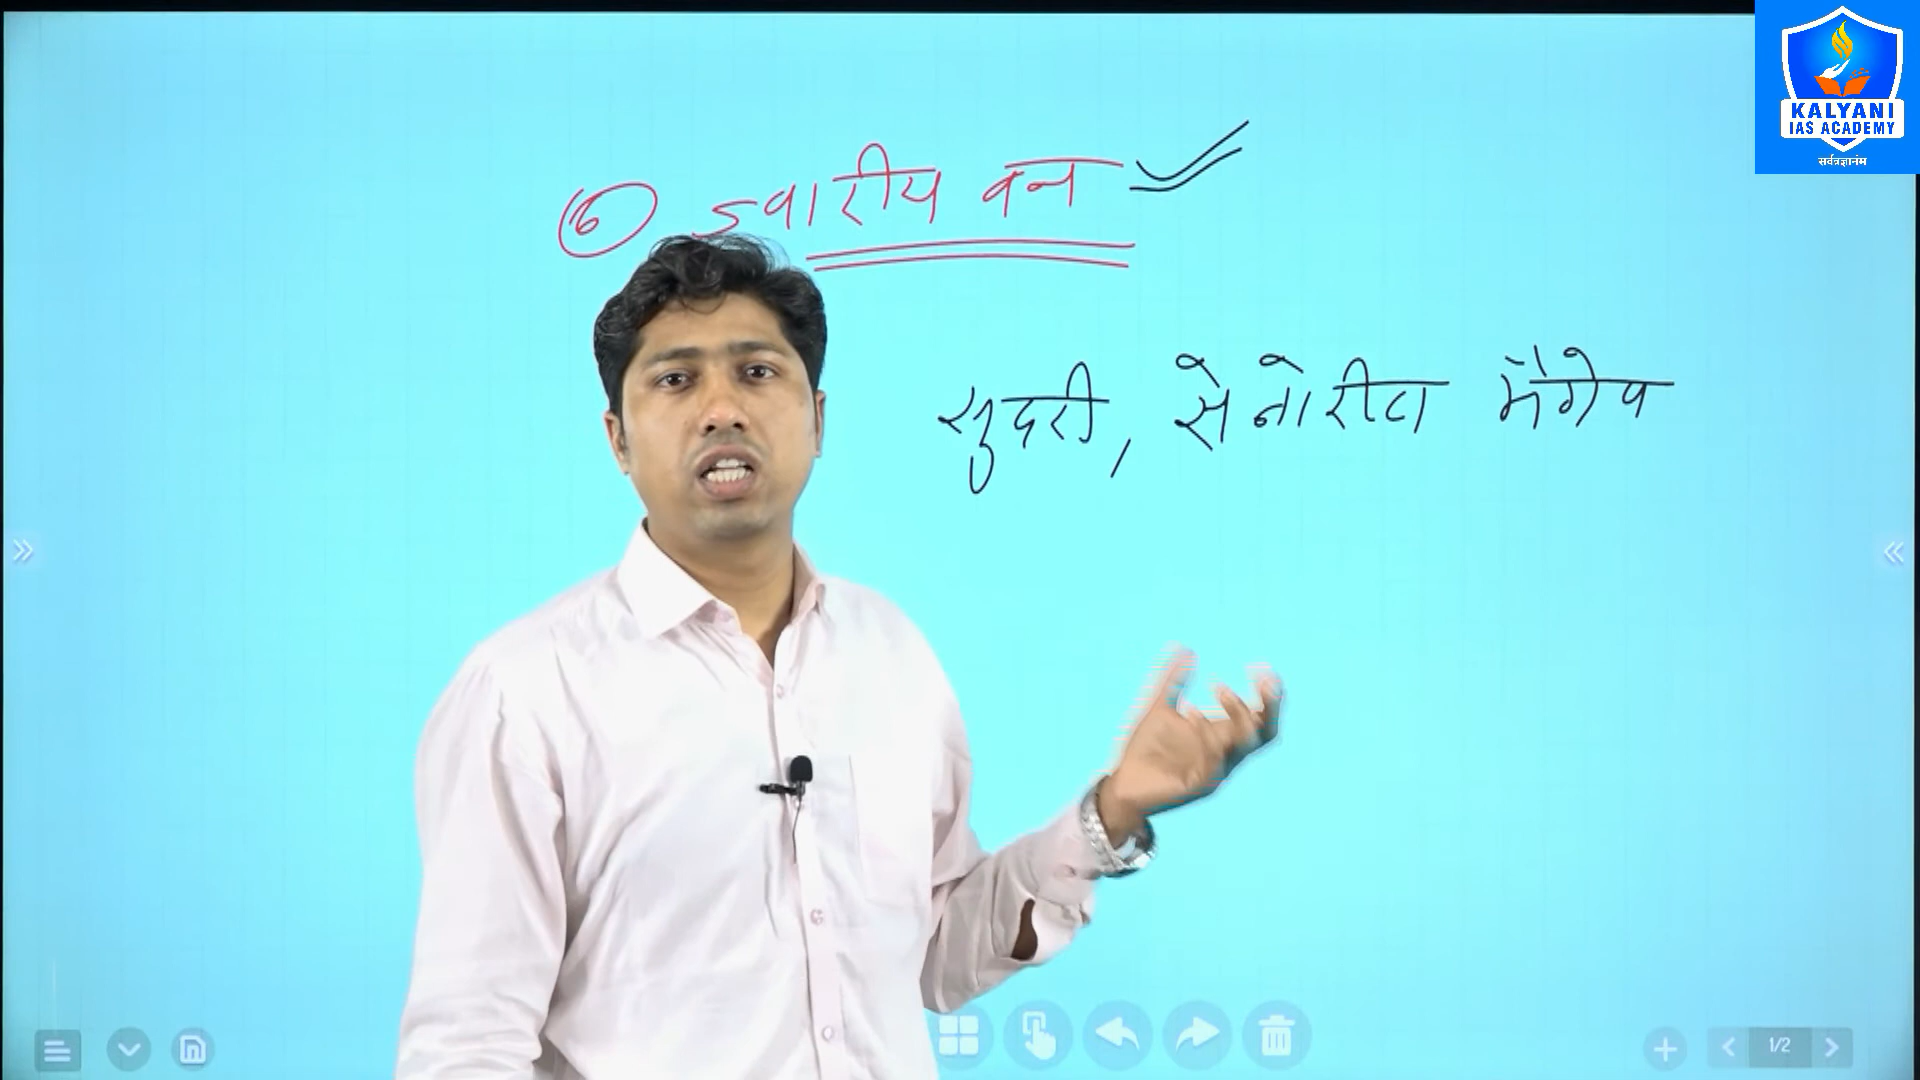 KALYANI
IAS ACADEMY
सर्वत्रज्ञानंम
6 ज्वारीय वन
सुदरी, सेनोरीटा मैंग्रेव
1/2